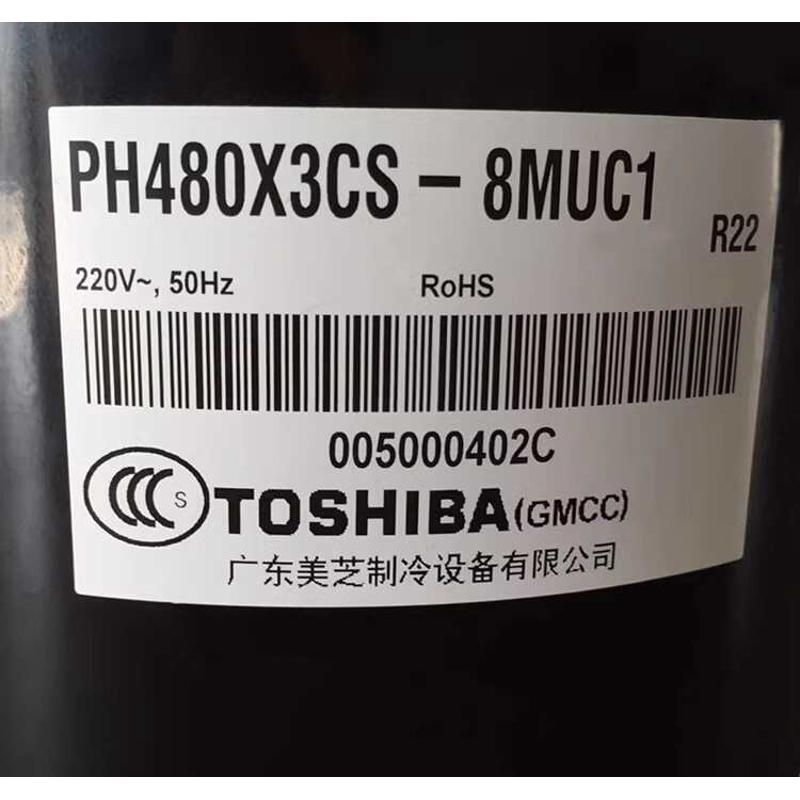 PH480X3CS - 8MUC1
R22
220V~, 50Hz RoHS
005000402C
CCC S TOSHIBA (GMCC)
广东美芝制冷设备有限公司